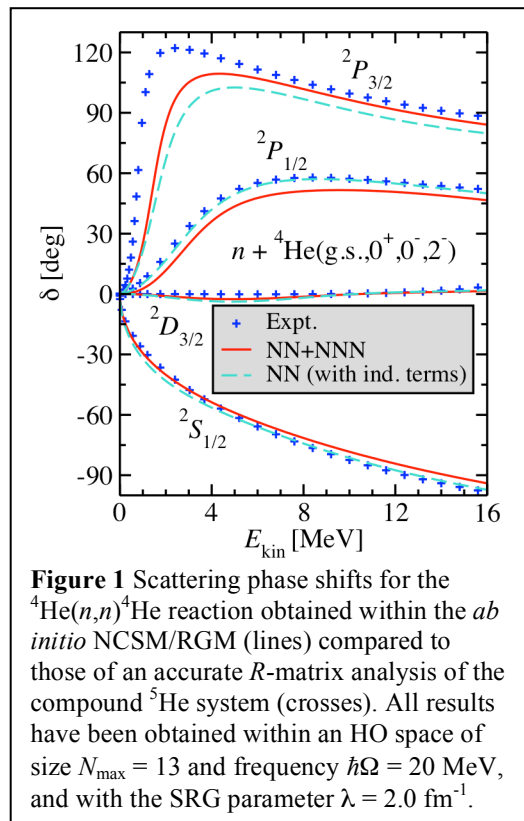 120
90
60
30
0
-30
-60
-90
δ [deg]
²P₃/₂
²P₁/₂
n + ⁴He(g.s.,0⁺,0⁻,2⁻)
²D₃/₂
Expt.
NN+NNN
NN (with ind. terms)
²S₁/₂
0 4 8 12 16
E_kin [MeV]
Figure 1 Scattering phase shifts for the
⁴He(n,n)⁴He reaction obtained within the ab
initio NCSM/RGM (lines) compared to
those of an accurate R-matrix analysis of the
compound ⁵He system (crosses). All results
have been obtained within an HO space of
size N_max = 13 and frequency ℏΩ = 20 MeV,
and with the SRG parameter λ = 2.0 fm⁻¹.